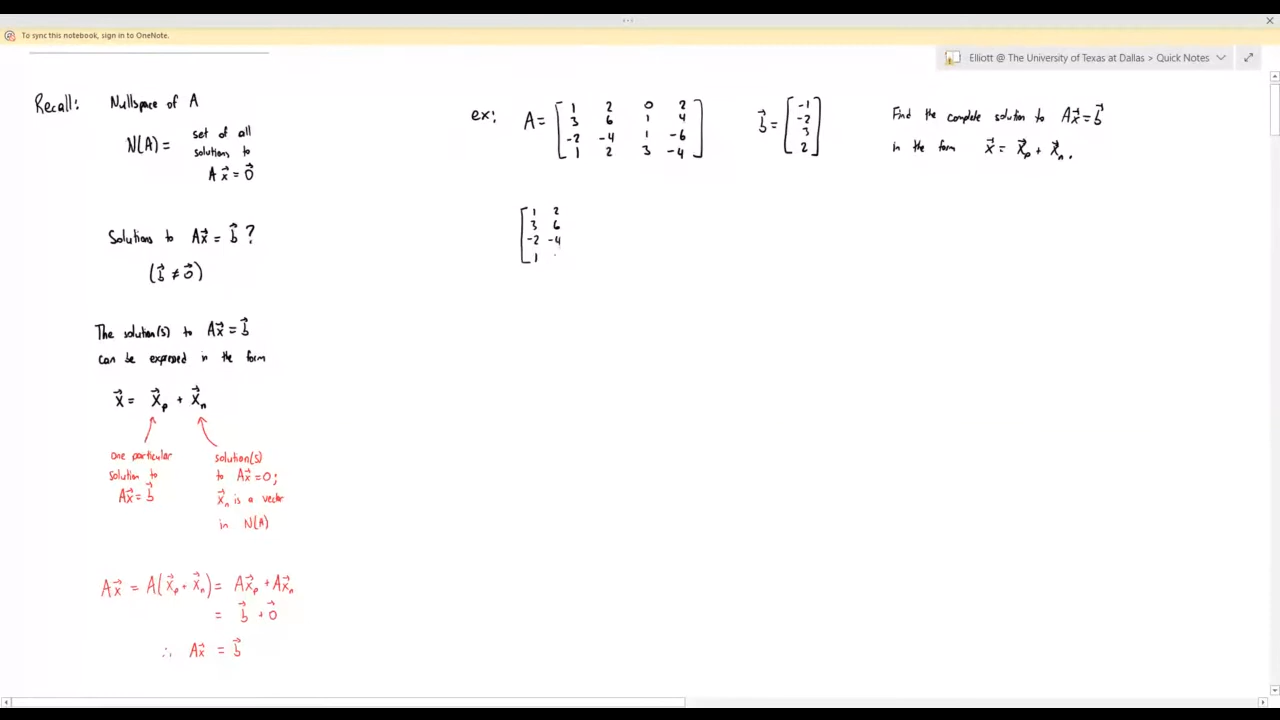 To sync this notebook, sign in to OneNote.
Elliott @ The University of Texas at Dallas > Quick Notes
Recall: Nullspace of A
N(A) = set of all
solutions to
Ax⃗ = 0⃗
Solutions to Ax⃗ = b⃗ ?
(b⃗ ≠ 0⃗)
The solution(s) to Ax⃗ = b⃗
can be expressed in the form
x⃗ = x⃗ₚ + x⃗ₙ
one particular
solution to
Ax⃗ = b⃗
solution(s)
to Ax⃗ = 0;
x⃗ₙ is a vector
in N(A)
Ax⃗ = A(x⃗ₚ + x⃗ₙ) = Ax⃗ₚ + Ax⃗ₙ
= b⃗ + 0⃗
∴ Ax⃗ = b⃗
ex: A =
1 2 0 2
3 6 1 4
-2 -4 1 -6
1 2 3 -4
b⃗ =
-1
-2
3
2
Find the complete solution to Ax⃗ = b⃗
in the form x⃗ = x⃗ₚ + x⃗ₙ.
1 2
3 6
-2 -4
1